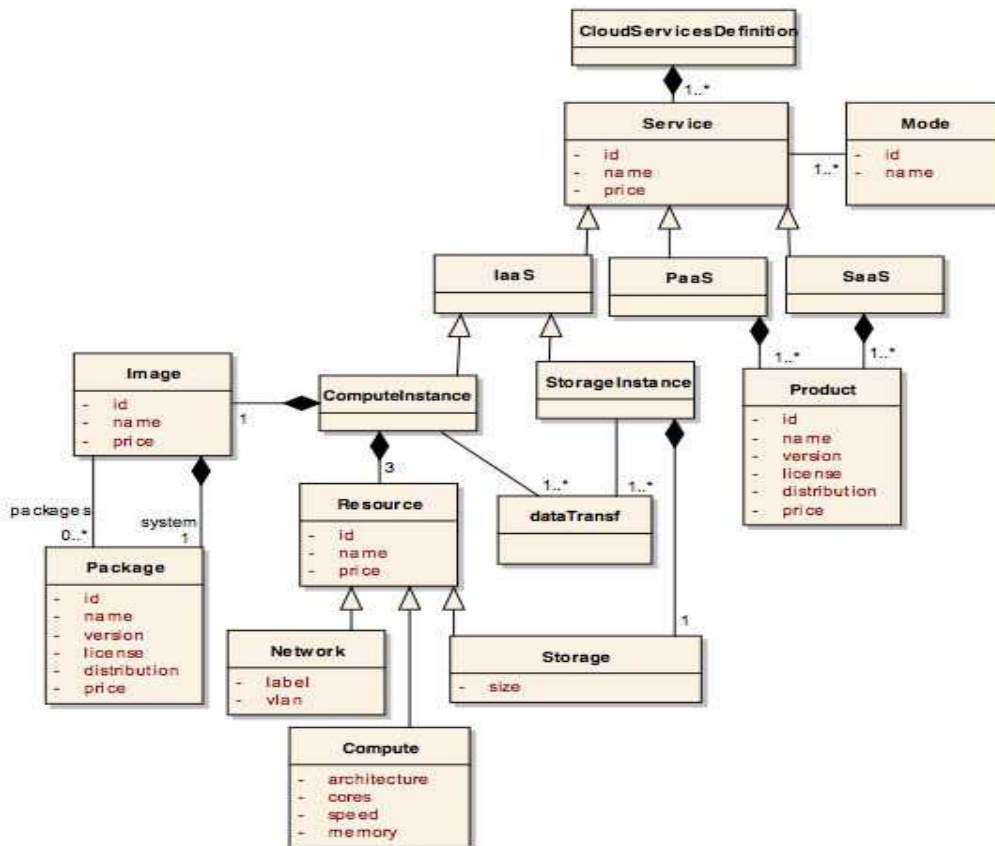 CloudServicesDefinition
1..*
Service
- id
- name
- price
Mode
- id
- name
1..*
IaaS
PaaS
SaaS
1..*
1..*
Image
- id
- name
- price
1
ComputeInstance
StorageInstance
Product
- id
- name
- version
- license
- distribution
- price
3
1..*
1..*
Resource
- id
- name
- price
dataTransf
packages
0..*
system
1
Package
- id
- name
- version
- license
- distribution
- price
1
Network
- label
- vlan
Storage
- size
Compute
- architecture
- cores
- speed
- memory